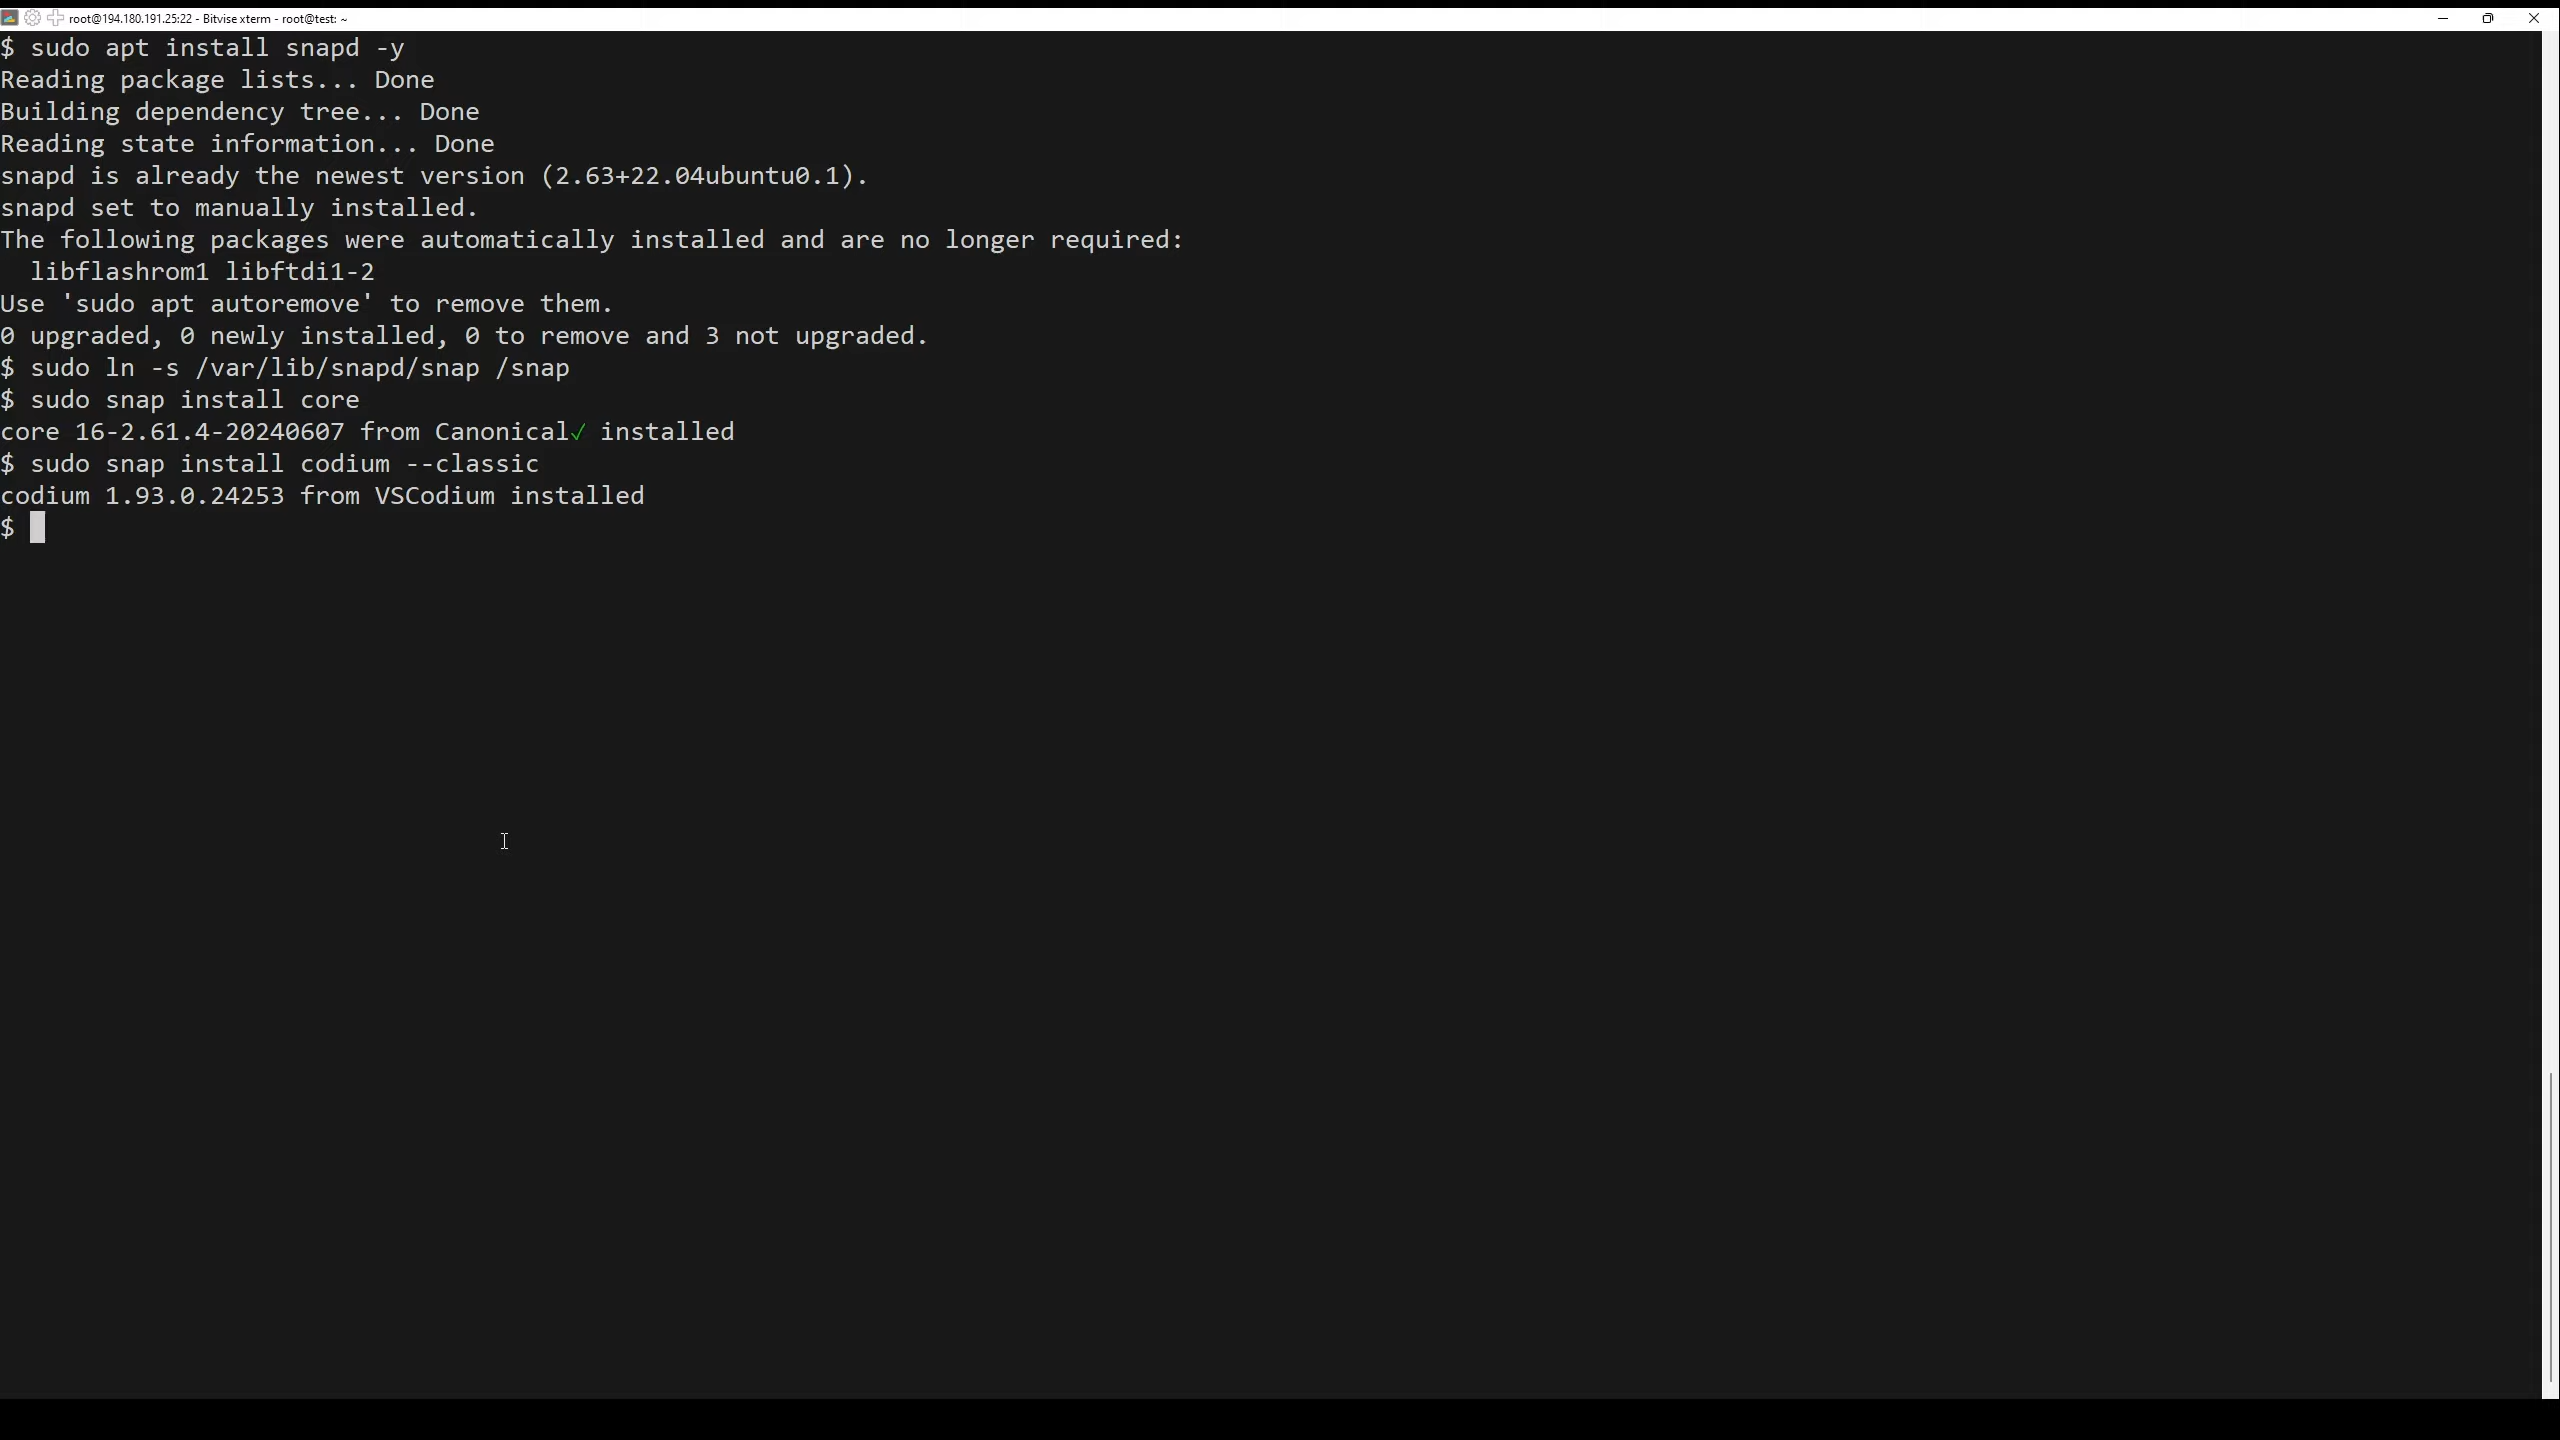 root@194.180.191.25:22 - Bitvise xterm - root@test: ~
$ sudo apt install snapd -y
Reading package lists... Done
Building dependency tree... Done
Reading state information... Done
snapd is already the newest version (2.63+22.04ubuntu0.1).
snapd set to manually installed.
The following packages were automatically installed and are no longer required:
  libflashrom1 libftdi1-2
Use 'sudo apt autoremove' to remove them.
0 upgraded, 0 newly installed, 0 to remove and 3 not upgraded.
$ sudo ln -s /var/lib/snapd/snap /snap
$ sudo snap install core
core 16-2.61.4-20240607 from Canonical✓ installed
$ sudo snap install codium --classic
codium 1.93.0.24253 from VSCodium installed
$